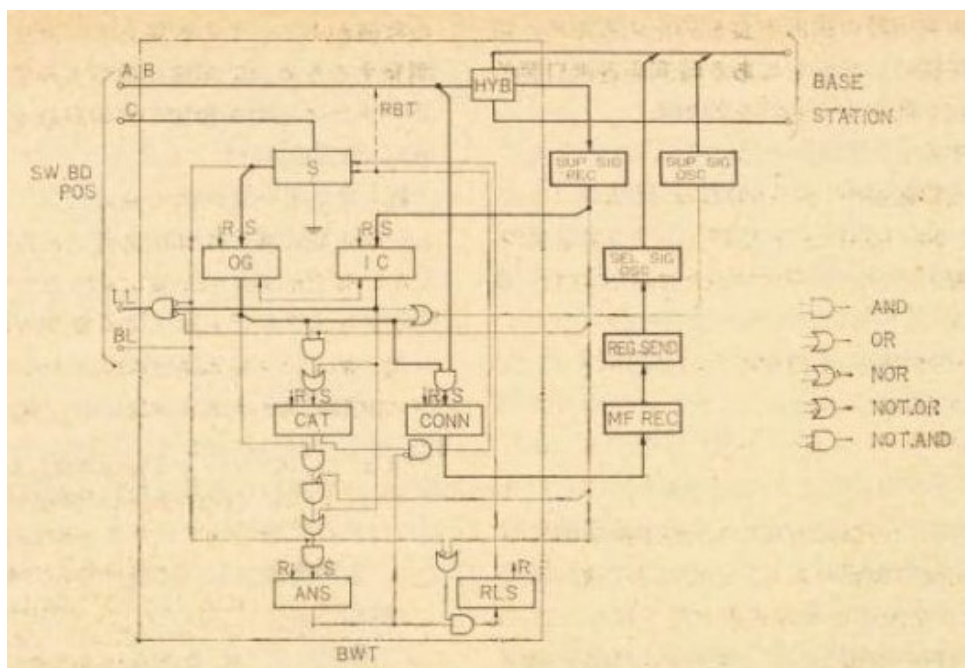 A B
C
SW BD
POS
LL
BL
RBT
HYB
BASE
STATION
S
SUP SIG
REC
SUP SIG
OSC
R S
OG
R S
IC
SEL SIG
OSC
REG.SEND
MF REC
R S
CAT
R S
CONN
R S
ANS
R
RLS
BWT
AND
OR
NOR
NOT.OR
NOT.AND